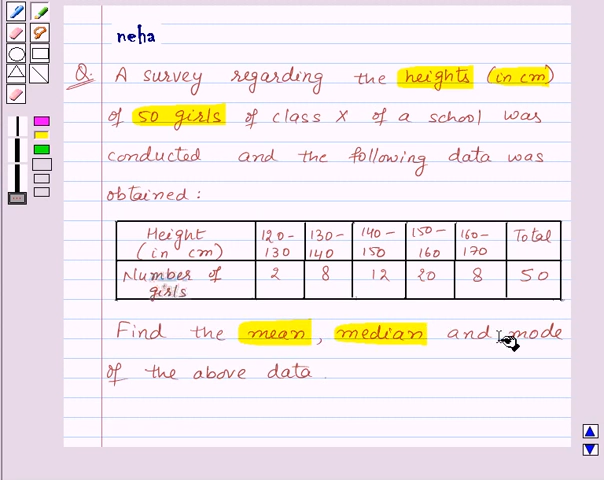 neha
Q. A survey regarding the heights (in cm)
of 50 girls of class X of a school was
conducted and the following data was
obtained :
Height (in cm) 120-130 130-140 140-150 150-160 160-170 Total
Number of girls 2 8 12 20 8 50
Find the mean, median and mode
of the above data.